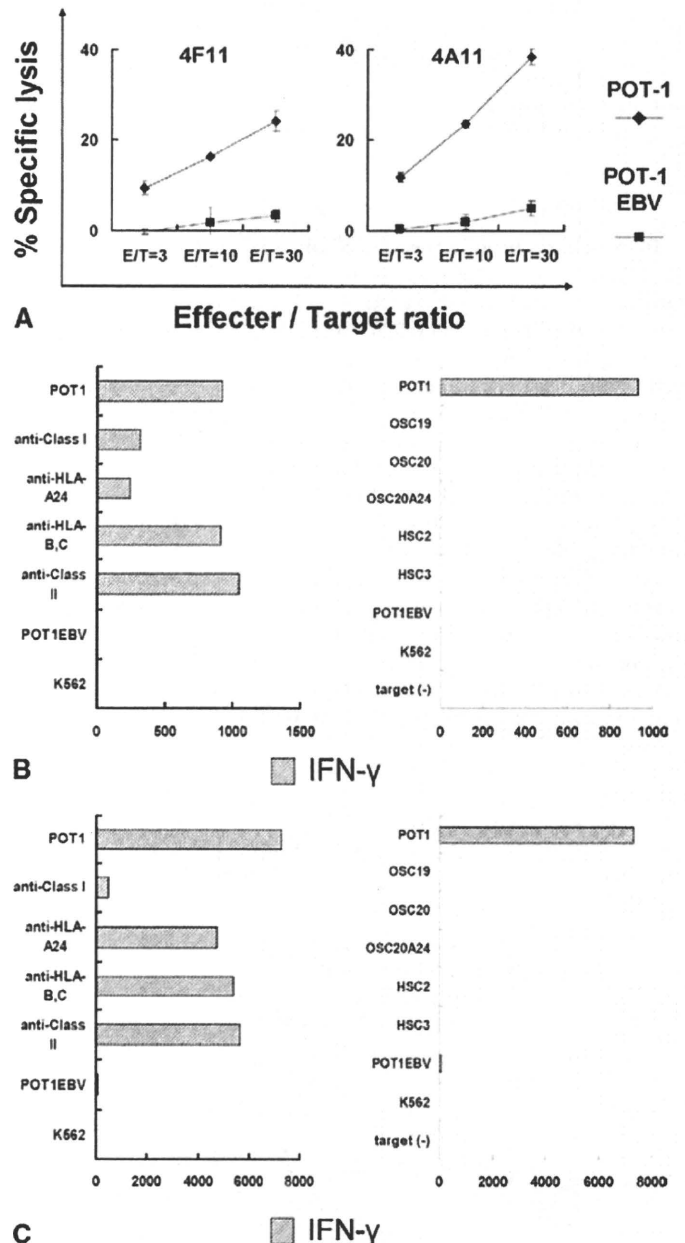 % Specific lysis
40
20
0
4F11
E/T=3 E/T=10 E/T=30
40
20
0
4A11
E/T=3 E/T=10 E/T=30
POT-1
POT-1
EBV
A
Effecter / Target ratio
POT1
anti-Class I
anti-HLA-
A24
anti-HLA-
B,C
anti-Class
II
POT1EBV
K562
0 500 1000 1500
POT1
OSC19
OSC20
OSC20A24
HSC2
HSC3
POT1EBV
K562
target (-)
0 200 400 600 800 1000
B
IFN-γ
POT1
anti-Class I
anti-HLA-
A24
anti-HLA-
B,C
anti-Class
II
POT1EBV
K562
0 2000 4000 6000 8000
POT1
OSC19
OSC20
OSC20A24
HSC2
HSC3
POT1EBV
K562
target (-)
0 2000 4000 6000 8000
C
IFN-γ